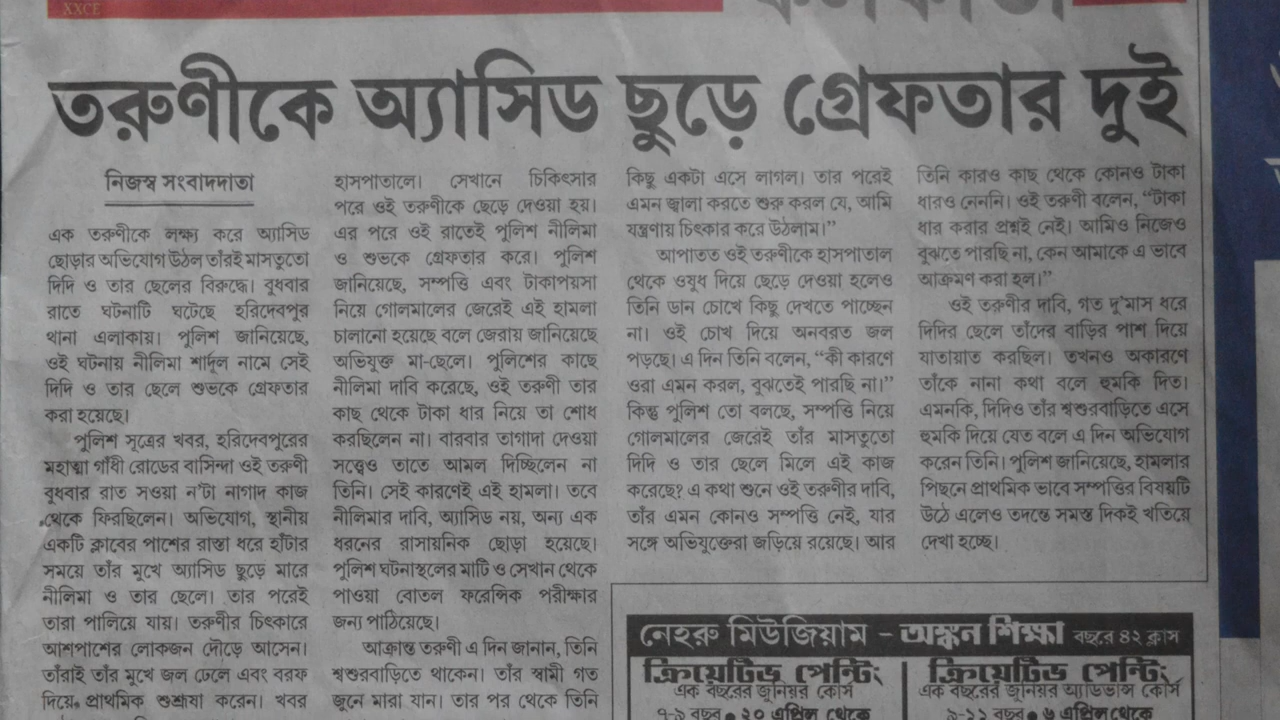 XXCE
তরুণীকে অ্যাসিড ছুড়ে গ্রেফতার দুই
নিজস্ব সংবাদদাতা
এক তরুণীকে লক্ষ্য করে অ্যাসিড
ছোড়ার অভিযোগ উঠল তাঁরই মাসতুতো
দিদি ও তার ছেলের বিরুদ্ধে। বুধবার
রাতে ঘটনাটি ঘটেছে হরিদেবপুর
থানা এলাকায়। পুলিশ জানিয়েছে,
ওই ঘটনায় নীলিমা শার্দুল নামে সেই
দিদি ও তার ছেলে শুভকে গ্রেফতার
করা হয়েছে।
পুলিশ সূত্রের খবর, হরিদেবপুরের
মহাত্মা গাঁধী রোডের বাসিন্দা ওই তরুণী
বুধবার রাত সওয়া ন’টা নাগাদ কাজ
থেকে ফিরছিলেন। অভিযোগ, স্থানীয়
একটি ক্লাবের পাশের রাস্তা ধরে হাঁটার
সময়ে তাঁর মুখে অ্যাসিড ছুড়ে মারে
নীলিমা ও তার ছেলে। তার পরেই
তারা পালিয়ে যায়। তরুণীর চিৎকারে
আশপাশের লোকজন দৌড়ে আসেন।
তাঁরাই তাঁর মুখে জল ঢেলে এবং বরফ
দিয়ে প্রাথমিক শুশ্রূষা করেন। খবর
হাসপাতালে। সেখানে চিকিৎসার
পরে ওই তরুণীকে ছেড়ে দেওয়া হয়।
এর পরে ওই রাতেই পুলিশ নীলিমা
ও শুভকে গ্রেফতার করে। পুলিশ
জানিয়েছে, সম্পত্তি এবং টাকাপয়সা
নিয়ে গোলমালের জেরেই এই হামলা
চালানো হয়েছে বলে জেরায় জানিয়েছে
অভিযুক্ত মা-ছেলে। পুলিশের কাছে
নীলিমা দাবি করেছে, ওই তরুণী তার
কাছ থেকে টাকা ধার নিয়ে তা শোধ
করছিলেন না। বারবার তাগাদা দেওয়া
সত্ত্বেও তাতে আমল দিচ্ছিলেন না
তিনি। সেই কারণেই এই হামলা। তবে
নীলিমার দাবি, অ্যাসিড নয়, অন্য এক
ধরনের রাসায়নিক ছোড়া হয়েছে।
পুলিশ ঘটনাস্থলের মাটি ও সেখান থেকে
পাওয়া বোতল ফরেন্সিক পরীক্ষার
জন্য পাঠিয়েছে।
আক্রান্ত তরুণী এ দিন জানান, তিনি
শ্বশুরবাড়িতে থাকেন। তাঁর স্বামী গত
জুনে মারা যান। তার পর থেকে তিনি
কিছু একটা এসে লাগল। তার পরেই
এমন জ্বালা করতে শুরু করল যে, আমি
যন্ত্রণায় চিৎকার করে উঠলাম।”
আপাতত ওই তরুণীকে হাসপাতাল
থেকে ওষুধ দিয়ে ছেড়ে দেওয়া হলেও
তিনি ডান চোখে কিছু দেখতে পাচ্ছেন
না। ওই চোখ দিয়ে অনবরত জল
পড়ছে। এ দিন তিনি বলেন, “কী কারণে
ওরা এমন করল, বুঝতেই পারছি না।”
কিন্তু পুলিশ তো বলছে, সম্পত্তি নিয়ে
গোলমালের জেরেই তাঁর মাসতুতো
দিদি ও তার ছেলে মিলে এই কাজ
করেছে? এ কথা শুনে ওই তরুণীর দাবি,
তাঁর এমন কোনও সম্পত্তি নেই, যার
সঙ্গে অভিযুক্তেরা জড়িয়ে রয়েছে। আর
তিনি কারও কাছ থেকে কোনও টাকা
ধারও নেননি। ওই তরুণী বলেন, “টাকা
ধার করার প্রশ্নই নেই। আমিও নিজেও
বুঝতে পারছি না, কেন আমাকে এ ভাবে
আক্রমণ করা হল।”
ওই তরুণীর দাবি, গত দু’মাস ধরে
দিদির ছেলে তাঁদের বাড়ির পাশ দিয়ে
যাতায়াত করছিল। তখনও অকারণে
তাঁকে নানা কথা বলে হুমকি দিত।
এমনকি, দিদিও তাঁর শ্বশুরবাড়িতে এসে
হুমকি দিয়ে যেত বলে এ দিন অভিযোগ
করেন তিনি। পুলিশ জানিয়েছে, হামলার
পিছনে প্রাথমিক ভাবে সম্পত্তির বিষয়টি
উঠে এলেও তদন্তে সমস্ত দিকই খতিয়ে
দেখা হচ্ছে।
নেহরু মিউজিয়াম - অঙ্কন শিক্ষা বছরে ৪২ ক্লাস
ক্রিয়েটিভ পেন্টিং
এক বছরের জুনিয়র কোর্স
৭-৯ বছর ● ২০ এপ্রিল থেকে
ক্রিয়েটিভ পেন্টিং
এক বছরের জুনিয়র অ্যাডভান্স কোর্স
৯-১১ বছর ● ৬ এপ্রিল থেকে